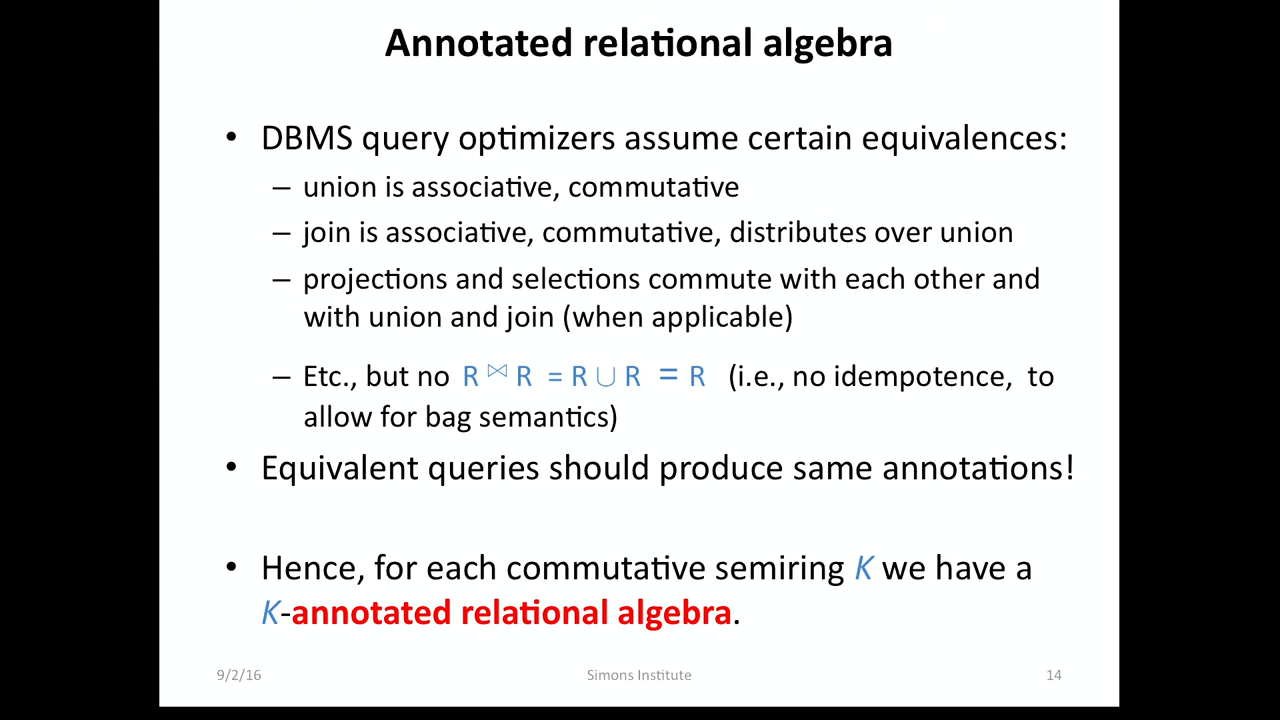 Annotated relational algebra
• DBMS query optimizers assume certain equivalences:
– union is associative, commutative
– join is associative, commutative, distributes over union
– projections and selections commute with each other and
with union and join (when applicable)
– Etc., but no R ⋈ R = R ∪ R = R (i.e., no idempotence, to
allow for bag semantics)
• Equivalent queries should produce same annotations!
• Hence, for each commutative semiring K we have a
K-annotated relational algebra.
9/2/16 Simons Institute 14